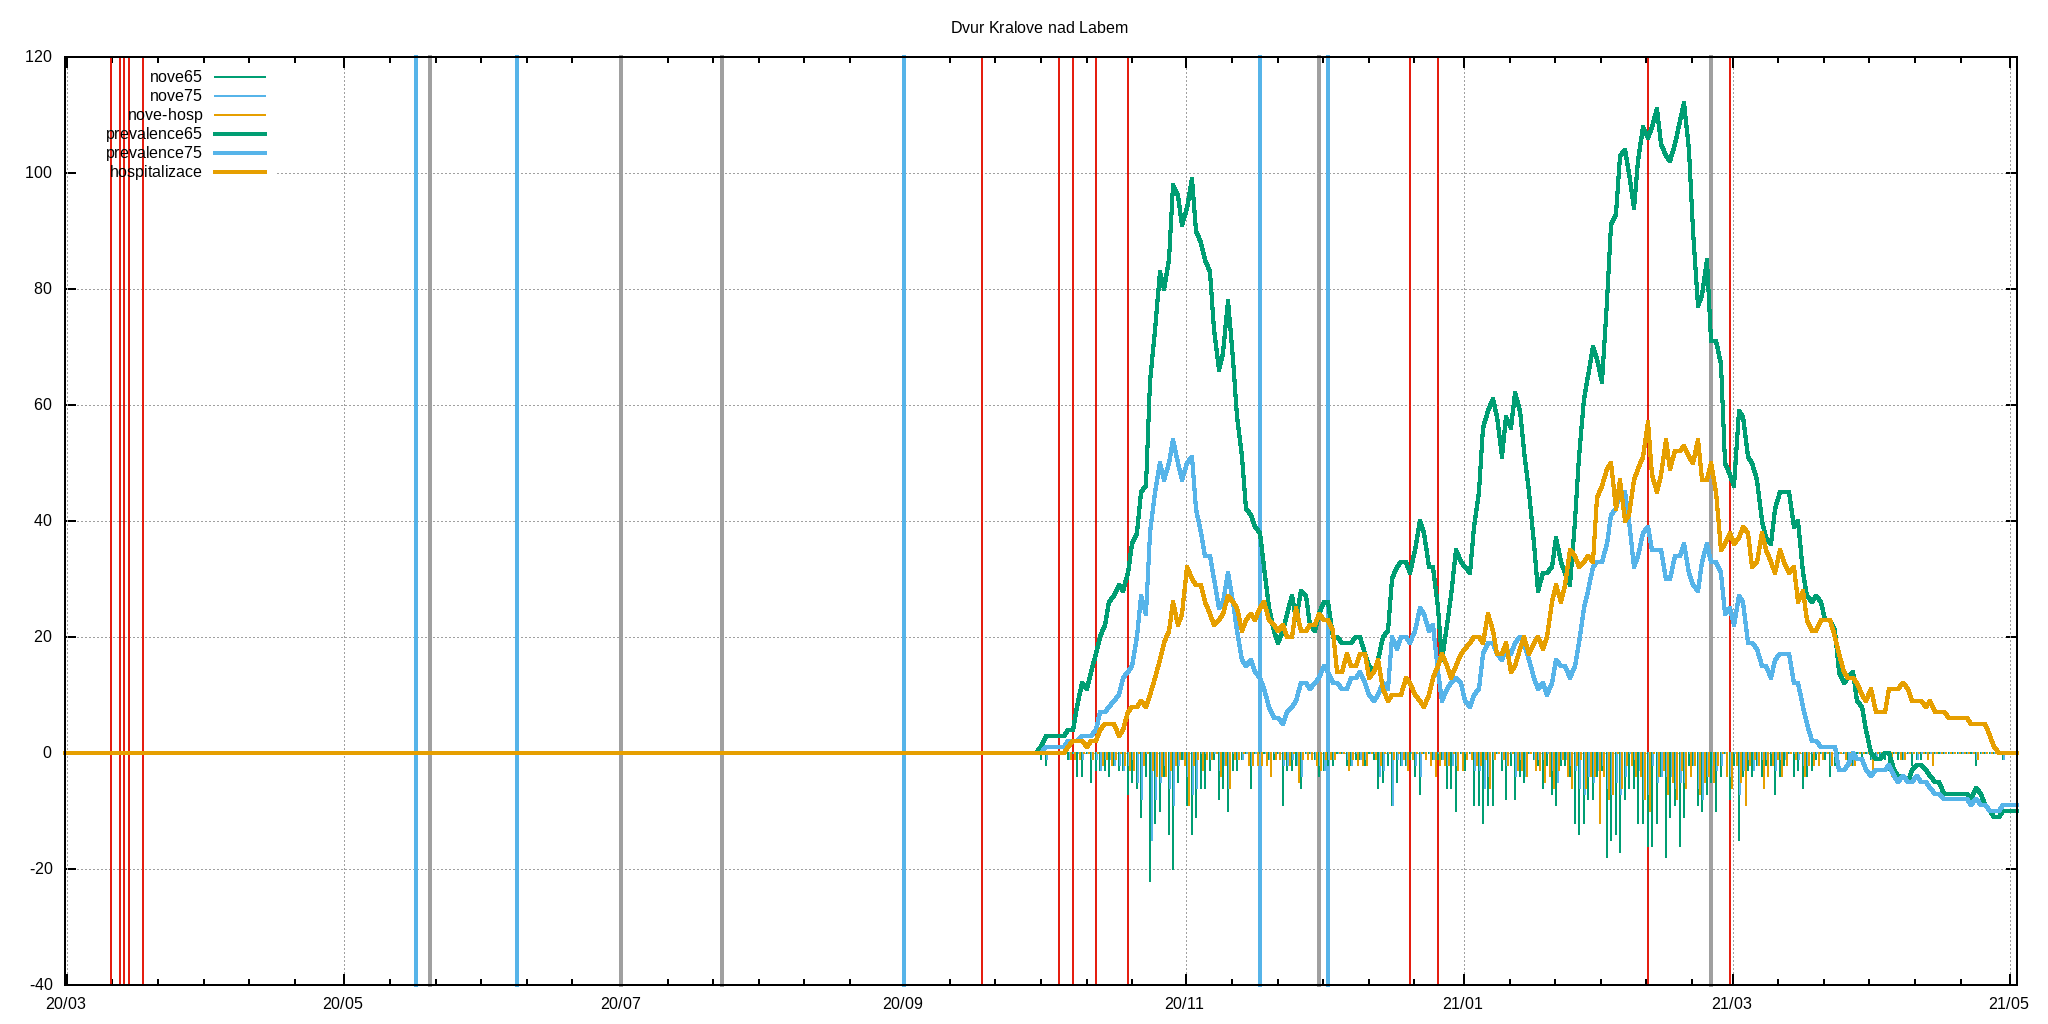 Dvur Kralove nad Labem
120
100
80
60
40
20
0
-20
-40
nove65
nove75
nove-hosp
prevalence65
prevalence75
hospitalizace
20/03 20/05 20/07 20/09 20/11 21/01 21/03 21/05